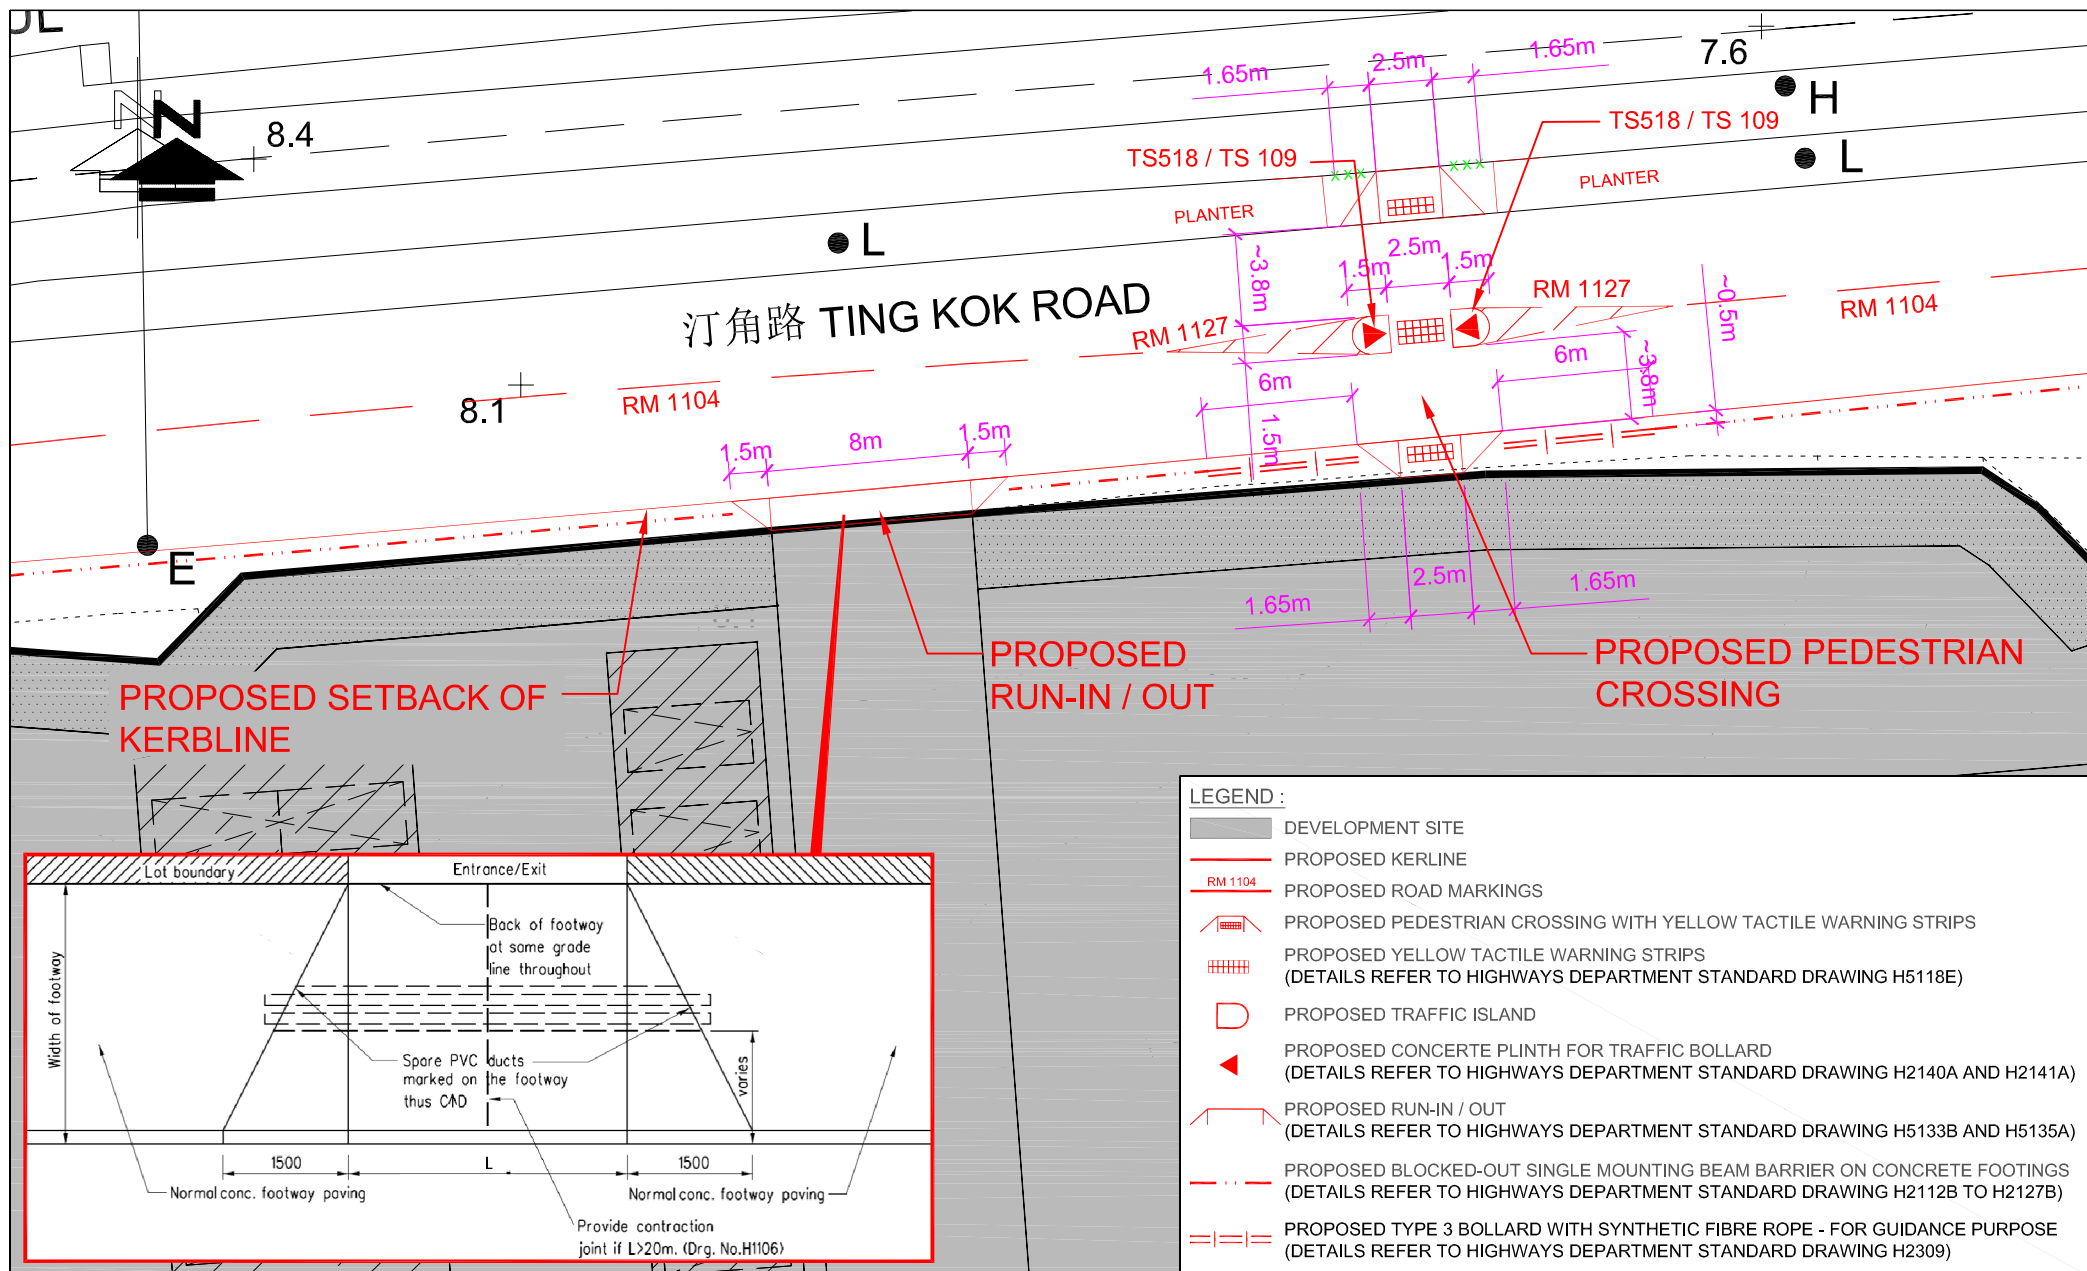 N
8.4
7.6
H
L
1.65m
2.5m
1.65m
TS518 / TS 109
TS518 / TS 109
PLANTER
PLANTER
L
~3.8m
2.5m
1.5m
1.5m
汀角路 TING KOK ROAD
RM 1127
RM 1127
RM 1104
~0.5m
8.1
RM 1104
6m
6m
~3.8m
1.5m
1.5m
8m
1.5m
E
1.65m
2.5m
1.65m
PROPOSED SETBACK OF
KERBLINE
PROPOSED
RUN-IN / OUT
PROPOSED PEDESTRIAN
CROSSING
Lot boundary
Entrance/Exit
Width of footway
Back of footway
at same grade
line throughout
Spare PVC ducts
marked on the footway
thus
varies
1500
L
1500
Normal conc. footway paving
Normal conc. footway paving
Provide contraction
joint if L>20m. (Drg. No.H1106)
LEGEND :
DEVELOPMENT SITE
PROPOSED KERLINE
RM 1104
PROPOSED ROAD MARKINGS
PROPOSED PEDESTRIAN CROSSING WITH YELLOW TACTILE WARNING STRIPS
PROPOSED YELLOW TACTILE WARNING STRIPS
(DETAILS REFER TO HIGHWAYS DEPARTMENT STANDARD DRAWING H5118E)
PROPOSED TRAFFIC ISLAND
PROPOSED CONCERTE PLINTH FOR TRAFFIC BOLLARD
(DETAILS REFER TO HIGHWAYS DEPARTMENT STANDARD DRAWING H2140A AND H2141A)
PROPOSED RUN-IN / OUT
(DETAILS REFER TO HIGHWAYS DEPARTMENT STANDARD DRAWING H5133B AND H5135A)
PROPOSED BLOCKED-OUT SINGLE MOUNTING BEAM BARRIER ON CONCRETE FOOTINGS
(DETAILS REFER TO HIGHWAYS DEPARTMENT STANDARD DRAWING H2112B TO H2127B)
PROPOSED TYPE 3 BOLLARD WITH SYNTHETIC FIBRE ROPE - FOR GUIDANCE PURPOSE
(DETAILS REFER TO HIGHWAYS DEPARTMENT STANDARD DRAWING H2309)